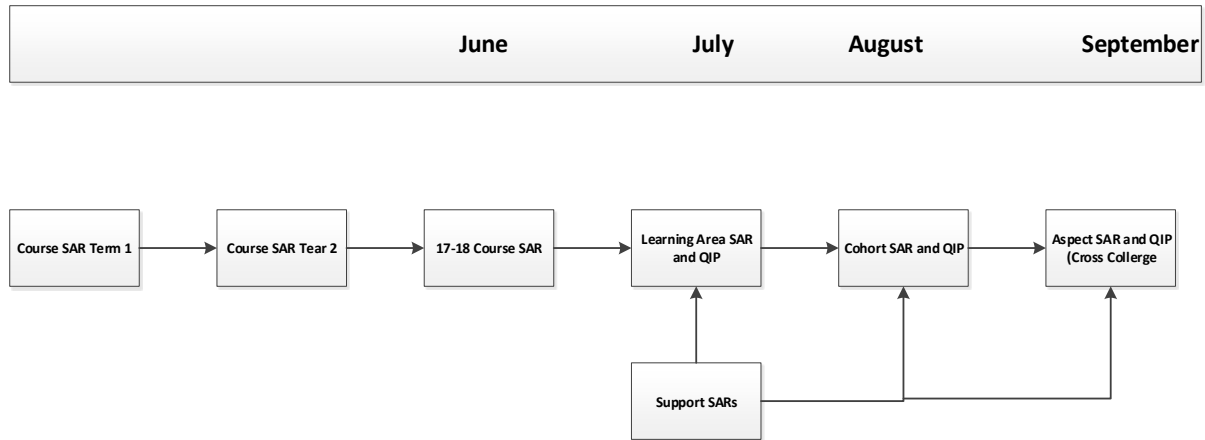 June July August September
Course SAR Term 1
Course SAR Tear 2
17-18 Course SAR
Learning Area SAR
and QIP
Cohort SAR and QIP
Aspect SAR and QIP
(Cross Collerge
Support SARs